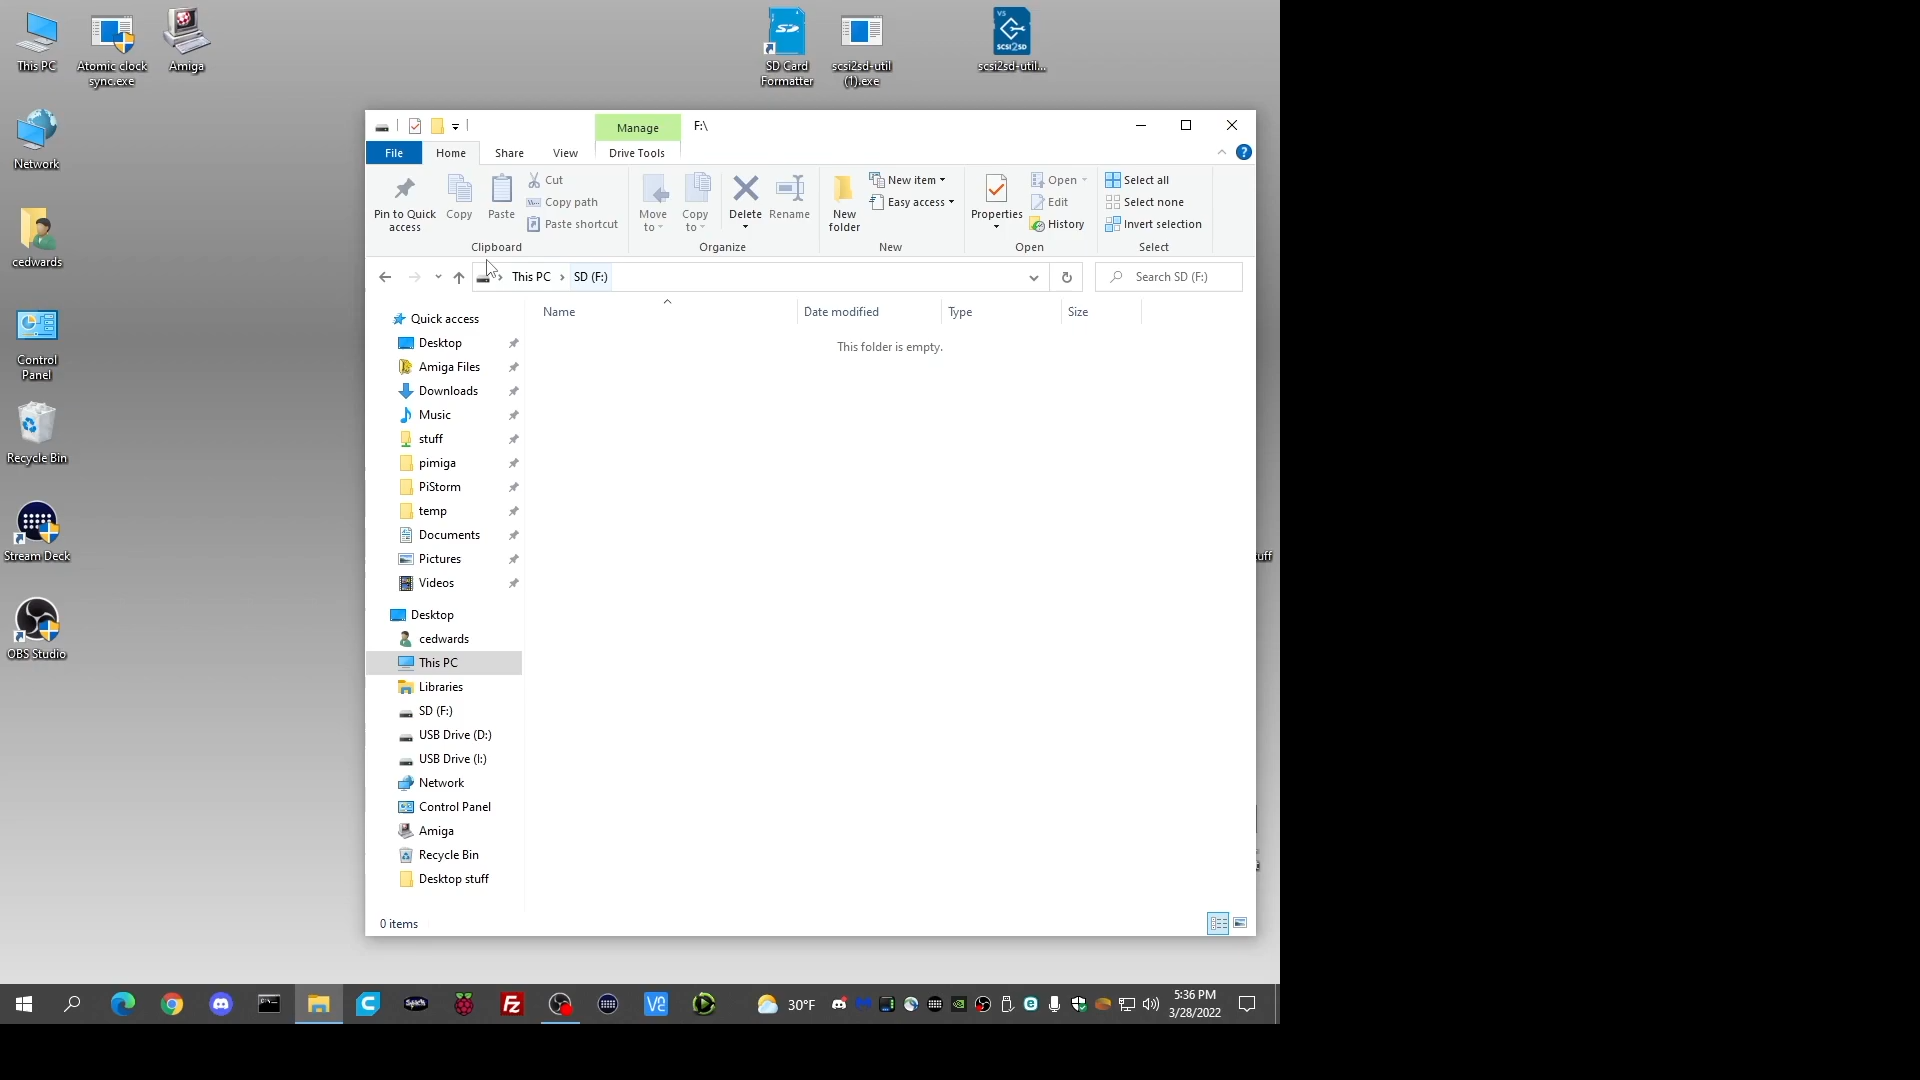 This PC
Atomic clock
sync.exe
Amiga
SD Card
Formatter
scsi2sd-util
(1).exe
VS
SCSI2SD
scsi2sd-util...
Network
cedwards
Control
Panel
Recycle Bin
Stream Deck
OBS Studio
Manage
F:\
File
Home
Share
View
Drive Tools
Pin to Quick
access
Copy
Paste
Cut
Copy path
Paste shortcut
Clipboard
Move
to
Copy
to
Delete
Rename
Organize
New
folder
New item
Easy access
New
Properties
Open
Edit
History
Open
Select all
Select none
Invert selection
Select
This PC
SD (F:)
Search SD (F:)
Name
Date modified
Type
Size
This folder is empty.
Quick access
Desktop
Amiga Files
Downloads
Music
stuff
pimiga
PiStorm
temp
Documents
Pictures
Videos
Desktop
cedwards
This PC
Libraries
SD (F:)
USB Drive (D:)
USB Drive (I:)
Network
Control Panel
Amiga
Recycle Bin
Desktop stuff
0 items
30°F
5:36 PM
3/28/2022